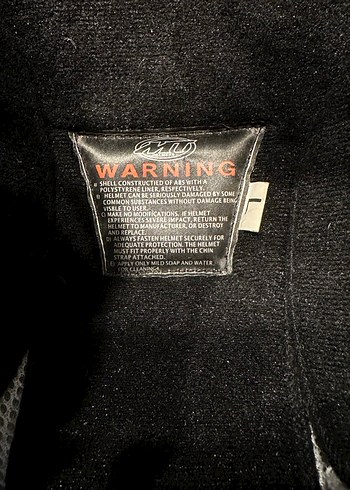 WARNING
A) SHELL CONSTRUCTIED OF ABS WITH A
POLYSTYRENE LINER, RESPECTIVELY.
B) HELMET CAN BE SERIOUSLY DAMAGED BY SOME
COMMON SUBSTANCES WITHOUT DAMAGE BEING
VISBLE TO USER.
C) MAKE NO MODIFICATIONS. IF HELMET
EXPERIENCES SEVERE IMPACT, RETURN THE
HELMET TO MANUFACTURER, OR DESTROY
AND REPLACE.
D) ALWAYS FASTEN HELMET SECURELY FOR
ADEQUATE PROTECTION. THE HELMET
MUST FIT PROPERLY WITH THE CHIN
STRAP ATTACHED.
E) APPLY ONLY MILD SOAP AND WATER
FOR CLEANING.